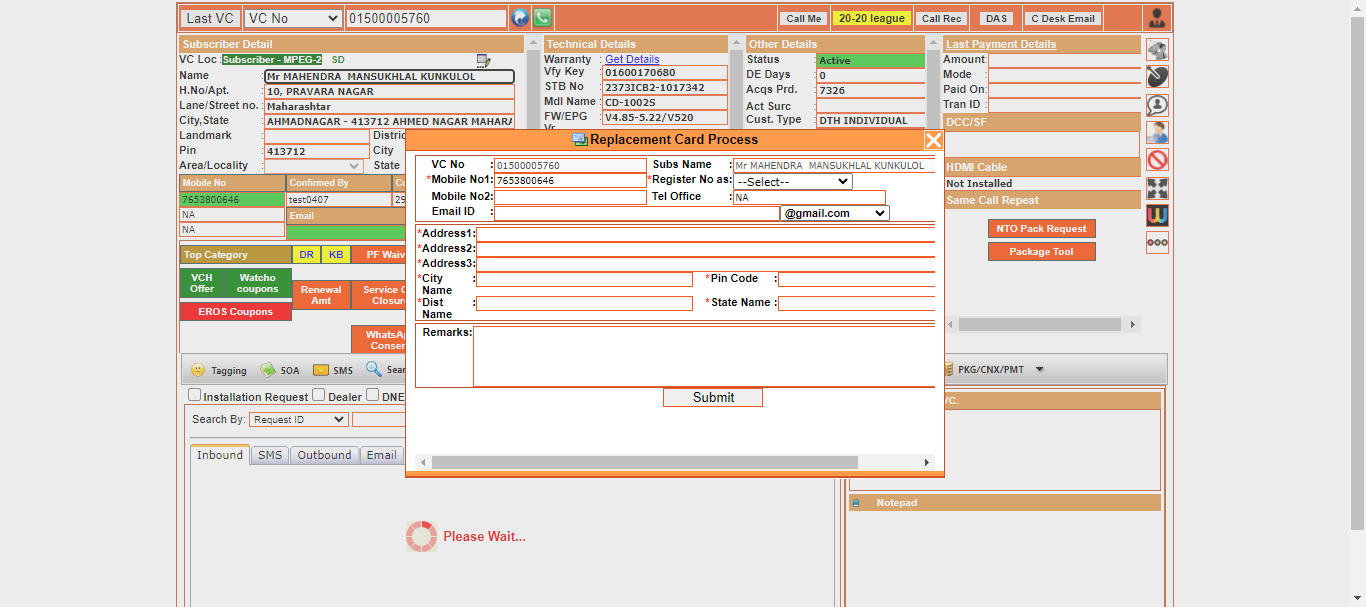 Last VC VC No 01500005760 Call Me 20-20 league Call Rec DAS C Desk Email
Subscriber Detail
VC Loc : Subscriber - MPEG-2 SD
Name : Mr MAHENDRA MANSUKHLAL KUNKULOL
H.No/Apt. : 10, PRAVARA NAGAR
Lane/Street no. : Maharashtar
City,State : AHMADNAGAR - 413712 AHMED NAGAR MAHARA
Landmark :
Pin : 413712 City
Area/Locality : State
Technical Details
Warranty : Get Details
Vfy Key : 01600170680
STB No : 2373ICB2-1017342
Mdl Name : CD-1002S
FW/EPG : V4.85-5.22/V520
Other Details
Status : Active
DE Days : 0
Acqs Prd. : 7326
Act Surc :
Cust. Type : DTH INDIVIDUAL
Last Payment Details
Amount:
Mode :
Paid On:
Tran ID :
DCC/SF
HDMI Cable
Not Installed
Same Call Repeat
NTO Pack Request
Package Tool
Mobile No Confirmed By
7653800646 test0407 29
NA Email
NA
Top Category DR KB PF Waiv
VCH Offer
Watcho coupons
Renewal Amt
EROS Coupons
Replacement Card Process
VC No : 01500005760 Subs Name : Mr MAHENDRA MANSUKHLAL KUNKULOL
*Mobile No1: 7653800646 *Register No as: --Select--
Mobile No2: Tel Office : NA
Email ID : @gmail.com
*Address1:
*Address2:
*Address3:
*City Name : *Pin Code :
*Dist Name : *State Name :
Remarks:
Submit
Tagging SOA SMS PKG/CNX/PMT
Installation Request Dealer DNE
Search By: Request ID
Inbound SMS Outbound Email
Please Wait...
VC.
Notepad